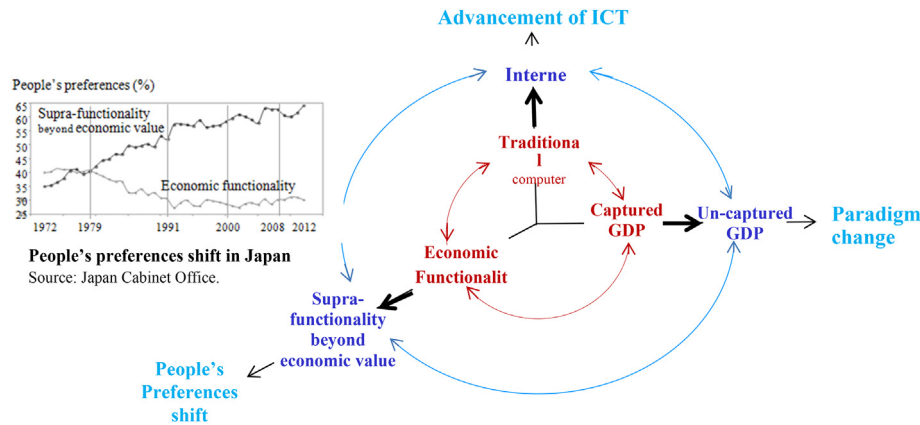 Advancement of ICT
Interne
People's preferences (%)
65
60
55
50
45
40
35
30
25
Supra-functionality
beyond economic value
Economic functionality
1972
1979
1991
2000
2008
2012
People's preferences shift in Japan
Source: Japan Cabinet Office.
Traditiona
l
computer
Captured
GDP
Un-captured
GDP
Paradigm
change
Economic
Functionalit
Supra-
functionality
beyond
economic value
People's
Preferences
shift